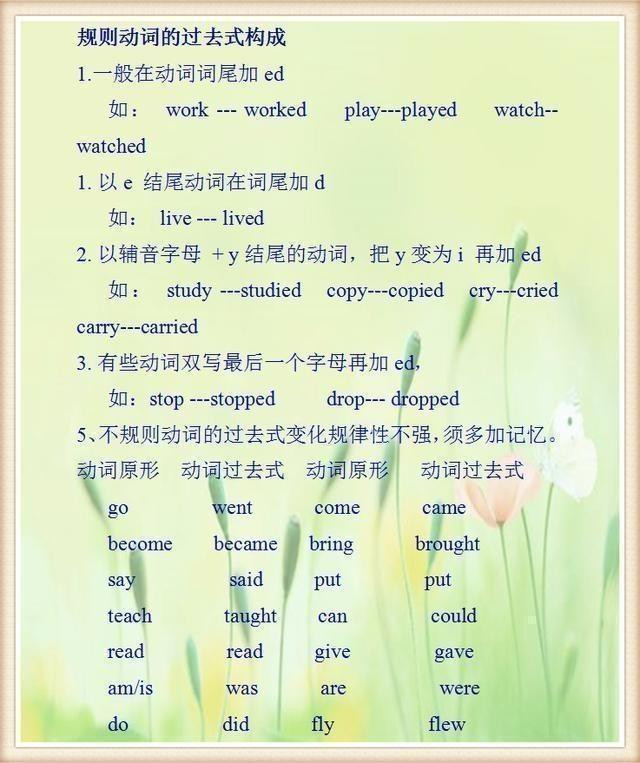 规则动词的过去式构成
1.一般在动词词尾加 ed
如： work --- worked play---played watch--
watched
1. 以 e 结尾动词在词尾加 d
如： live --- lived
2. 以辅音字母 + y 结尾的动词，把 y 变为 i 再加 ed
如： study ---studied copy---copied cry---cried
carry---carried
3. 有些动词双写最后一个字母再加 ed，
如：stop ---stopped drop--- dropped
5、不规则动词的过去式变化规律性不强，须多加记忆。
动词原形 动词过去式 动词原形 动词过去式
go went come came
become became bring brought
say said put put
teach taught can could
read read give gave
am/is was are were
do did fly flew